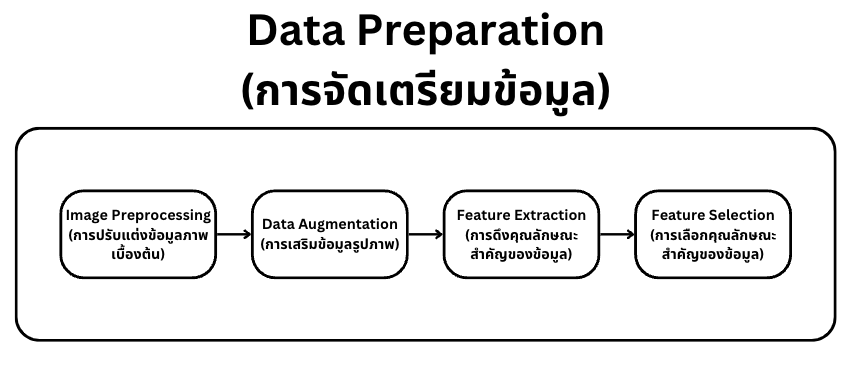 Data Preparation
(การจัดเตรียมข้อมูล)
Image Preprocessing
(การปรับแต่งข้อมูลภาพ
เบื้องต้น)
Data Augmentation
(การเสริมข้อมูลรูปภาพ)
Feature Extraction
(การดึงคุณลักษณะ
สำคัญของข้อมูล)
Feature Selection
(การเลือกคุณลักษณะ
สำคัญของข้อมูล)